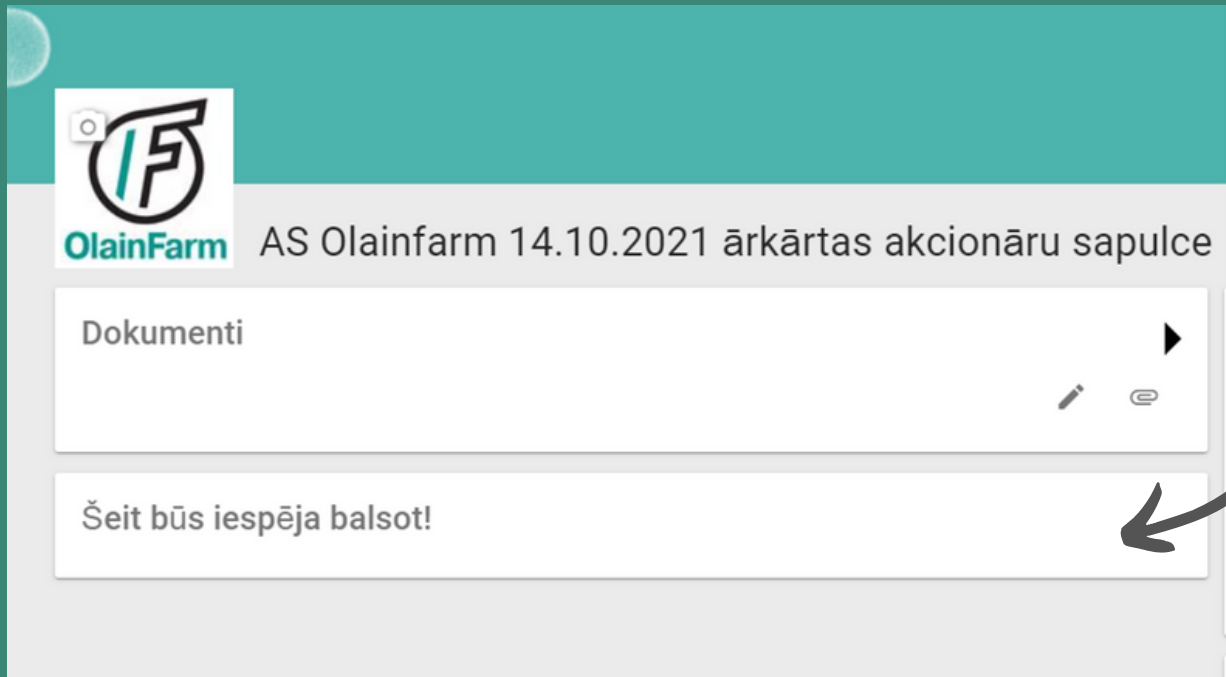 OlainFarm
AS Olainfarm 14.10.2021 ārkārtas akcionāru sapulce
Dokumenti
Šeit būs iespēja balsot!